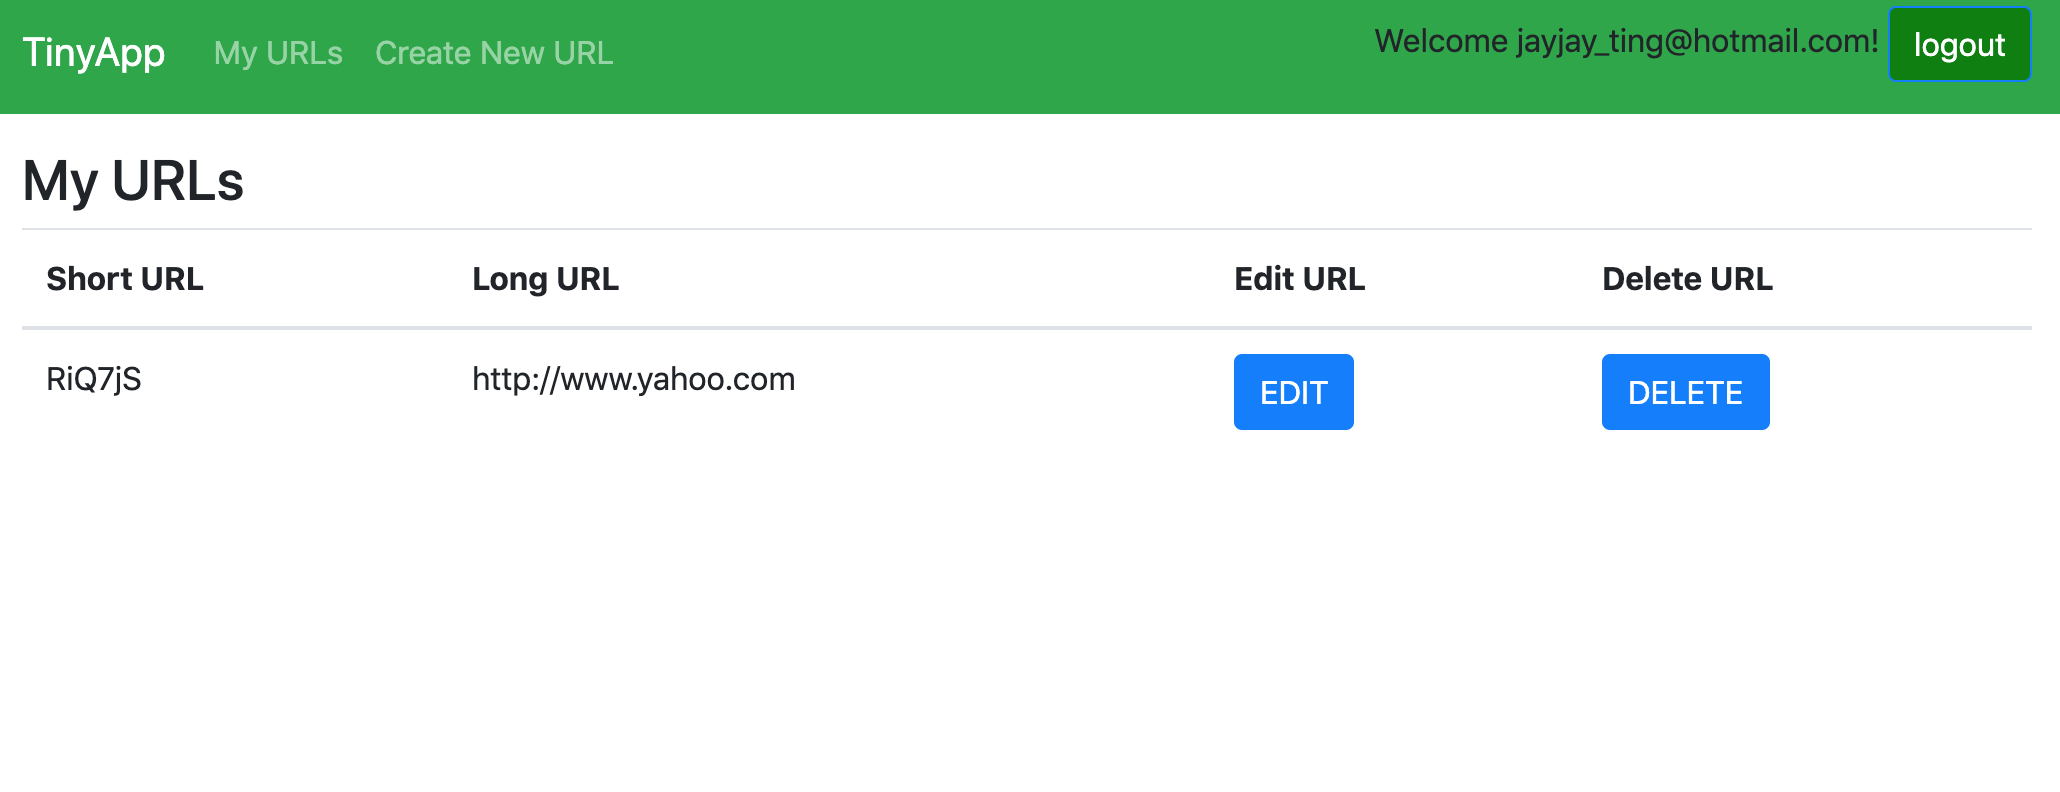 TinyApp My URLs Create New URL Welcome jayjay_ting@hotmail.com! logout
My URLs
Short URL Long URL Edit URL Delete URL
RiQ7jS http://www.yahoo.com EDIT DELETE